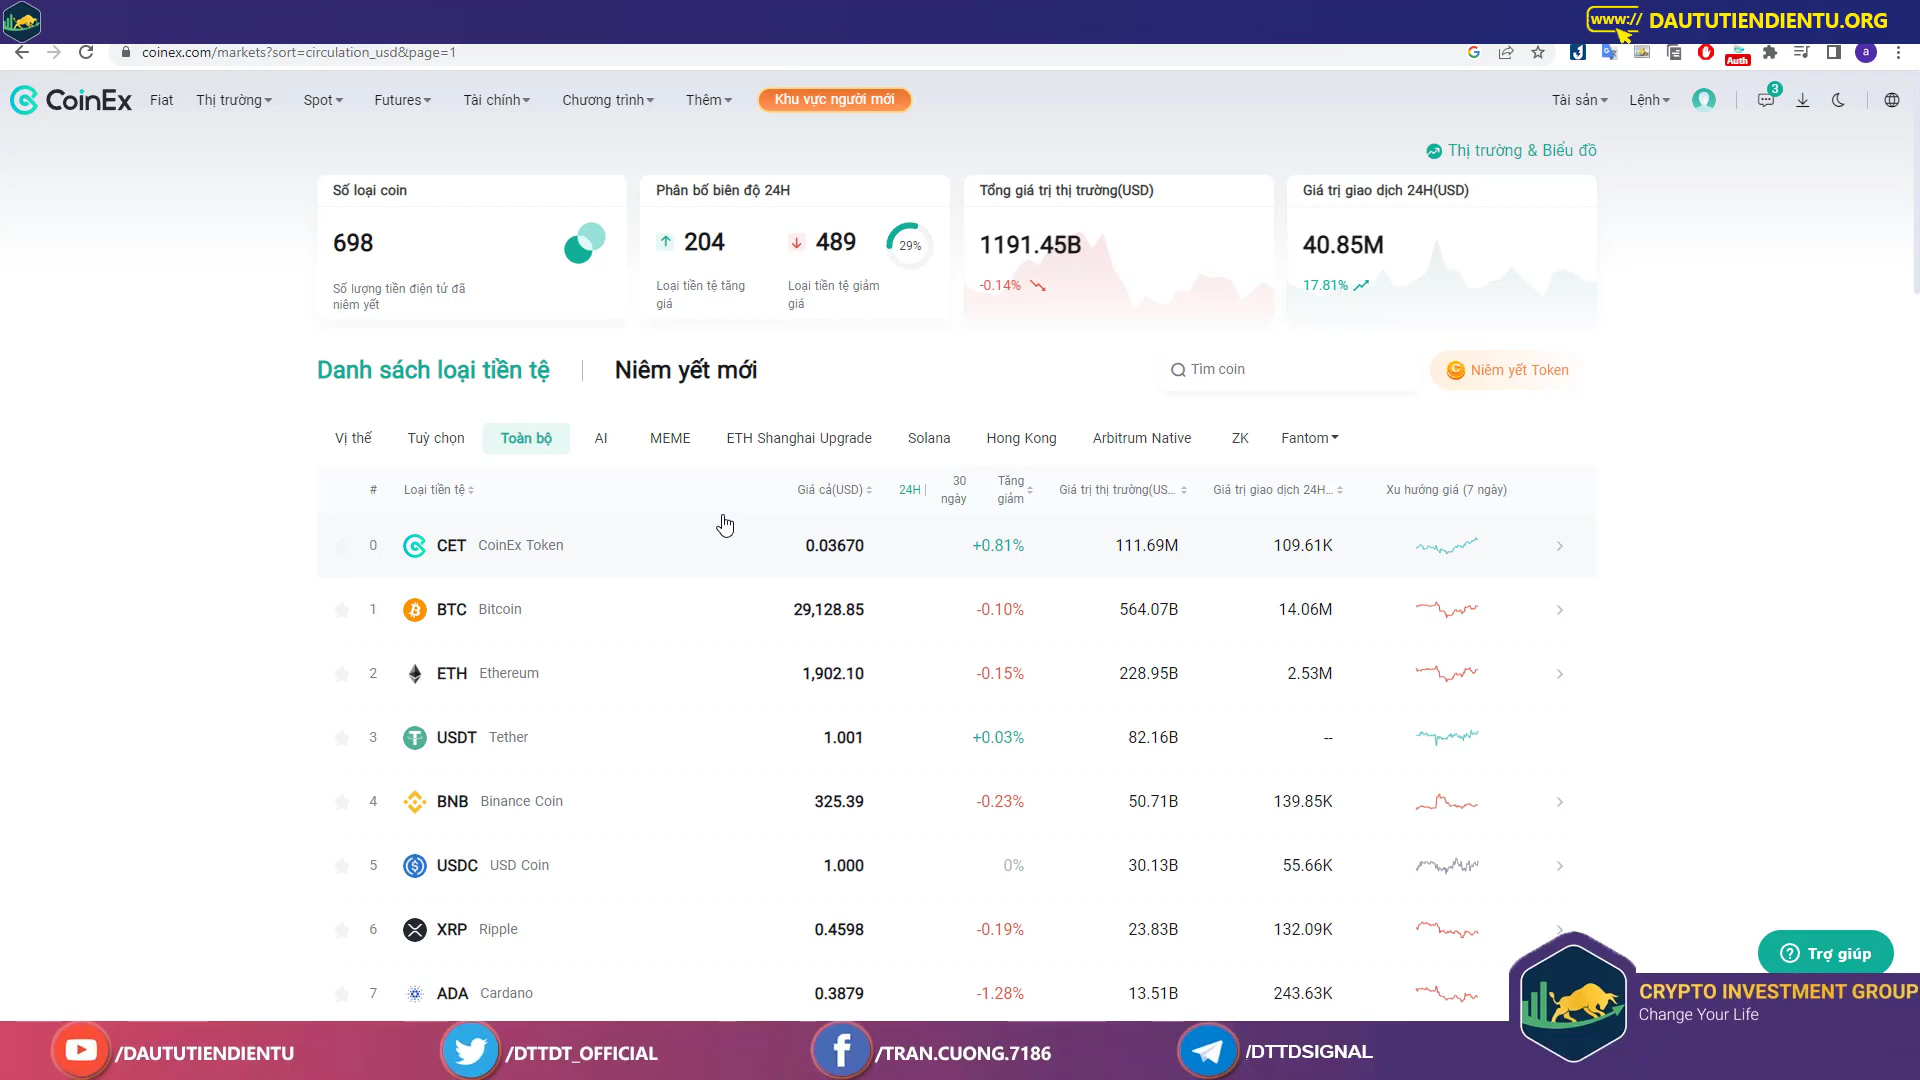 www:// DAUTUTIENDIENTU.ORG
coinex.com/markets?sort=circulation_usd&page=1
Auth
a
CoinEx Fiat Thị trường Spot Futures Tài chính Chương trình Thêm Khu vực người mới Tài sản Lệnh 3
Thị trường & Biểu đồ
Số loại coin Phân bố biên độ 24H Tổng giá trị thị trường(USD) Giá trị giao dịch 24H(USD)
698 204 489 29% 1191.45B 40.85M
-0.14% 17.81%
Số lượng tiền điện tử đã niêm yết
Loại tiền tệ tăng giá
Loại tiền tệ giảm giá
Danh sách loại tiền tệ | Niêm yết mới Tìm coin Niêm yết Token
Vị thế Tuỳ chọn Toàn bộ AI MEME ETH Shanghai Upgrade Solana Hong Kong Arbitrum Native ZK Fantom
# Loại tiền tệ Giá cả(USD) 24H | 30 ngày Tăng giảm Giá trị thị trường(US... Giá trị giao dịch 24H... Xu hướng giá (7 ngày)
0 CET CoinEx Token 0.03670 +0.81% 111.69M 109.61K
1 BTC Bitcoin 29,128.85 -0.10% 564.07B 14.06M
2 ETH Ethereum 1,902.10 -0.15% 228.95B 2.53M
3 USDT Tether 1.001 +0.03% 82.16B --
4 BNB Binance Coin 325.39 -0.23% 50.71B 139.85K
5 USDC USD Coin 1.000 0% 30.13B 55.66K
6 XRP Ripple 0.4598 -0.19% 23.83B 132.09K
7 ADA Cardano 0.3879 -1.28% 13.51B 243.63K
Trợ giúp
CRYPTO INVESTMENT GROUP
Change Your Life
/DAUTUTIENDIENTU /DTTDT_OFFICIAL /TRAN.CUONG.7186 /DTTDSIGNAL